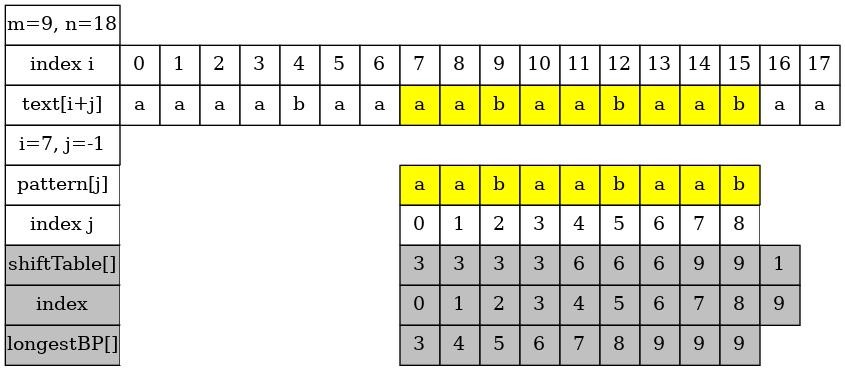 m=9, n=18
index i 0 1 2 3 4 5 6 7 8 9 10 11 12 13 14 15 16 17
text[i+j] a a a a b a a a a b a a b a a b a a
i=7, j=-1
pattern[j] a a b a a b a a b
index j 0 1 2 3 4 5 6 7 8
shiftTable[] 3 3 3 3 6 6 6 9 9 1
index 0 1 2 3 4 5 6 7 8 9
longestBP[] 3 4 5 6 7 8 9 9 9